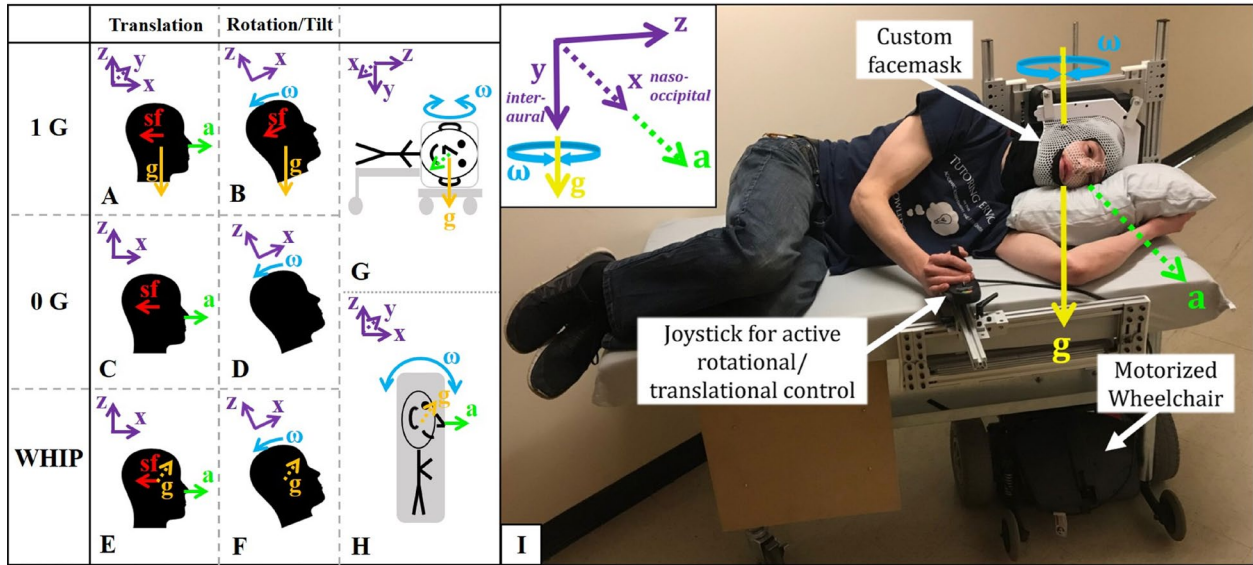 Translation
Rotation/Tilt
1 G
z
y
x
sf
a
g
A
z
x
ω
sf
g
B
z
x
y
ω
g
G
0 G
z
x
sf
a
C
z
x
ω
D
WHIP
z
x
sf
g
a
E
z
x
ω
g
F
z
y
x
ω
g
a
H
z
y
x
inter-
aural
naso-
occipital
ω
g
a
I
Custom
facemask
ω
TUTORING
g
a
Joystick for active
rotational/
translational control
Motorized
Wheelchair